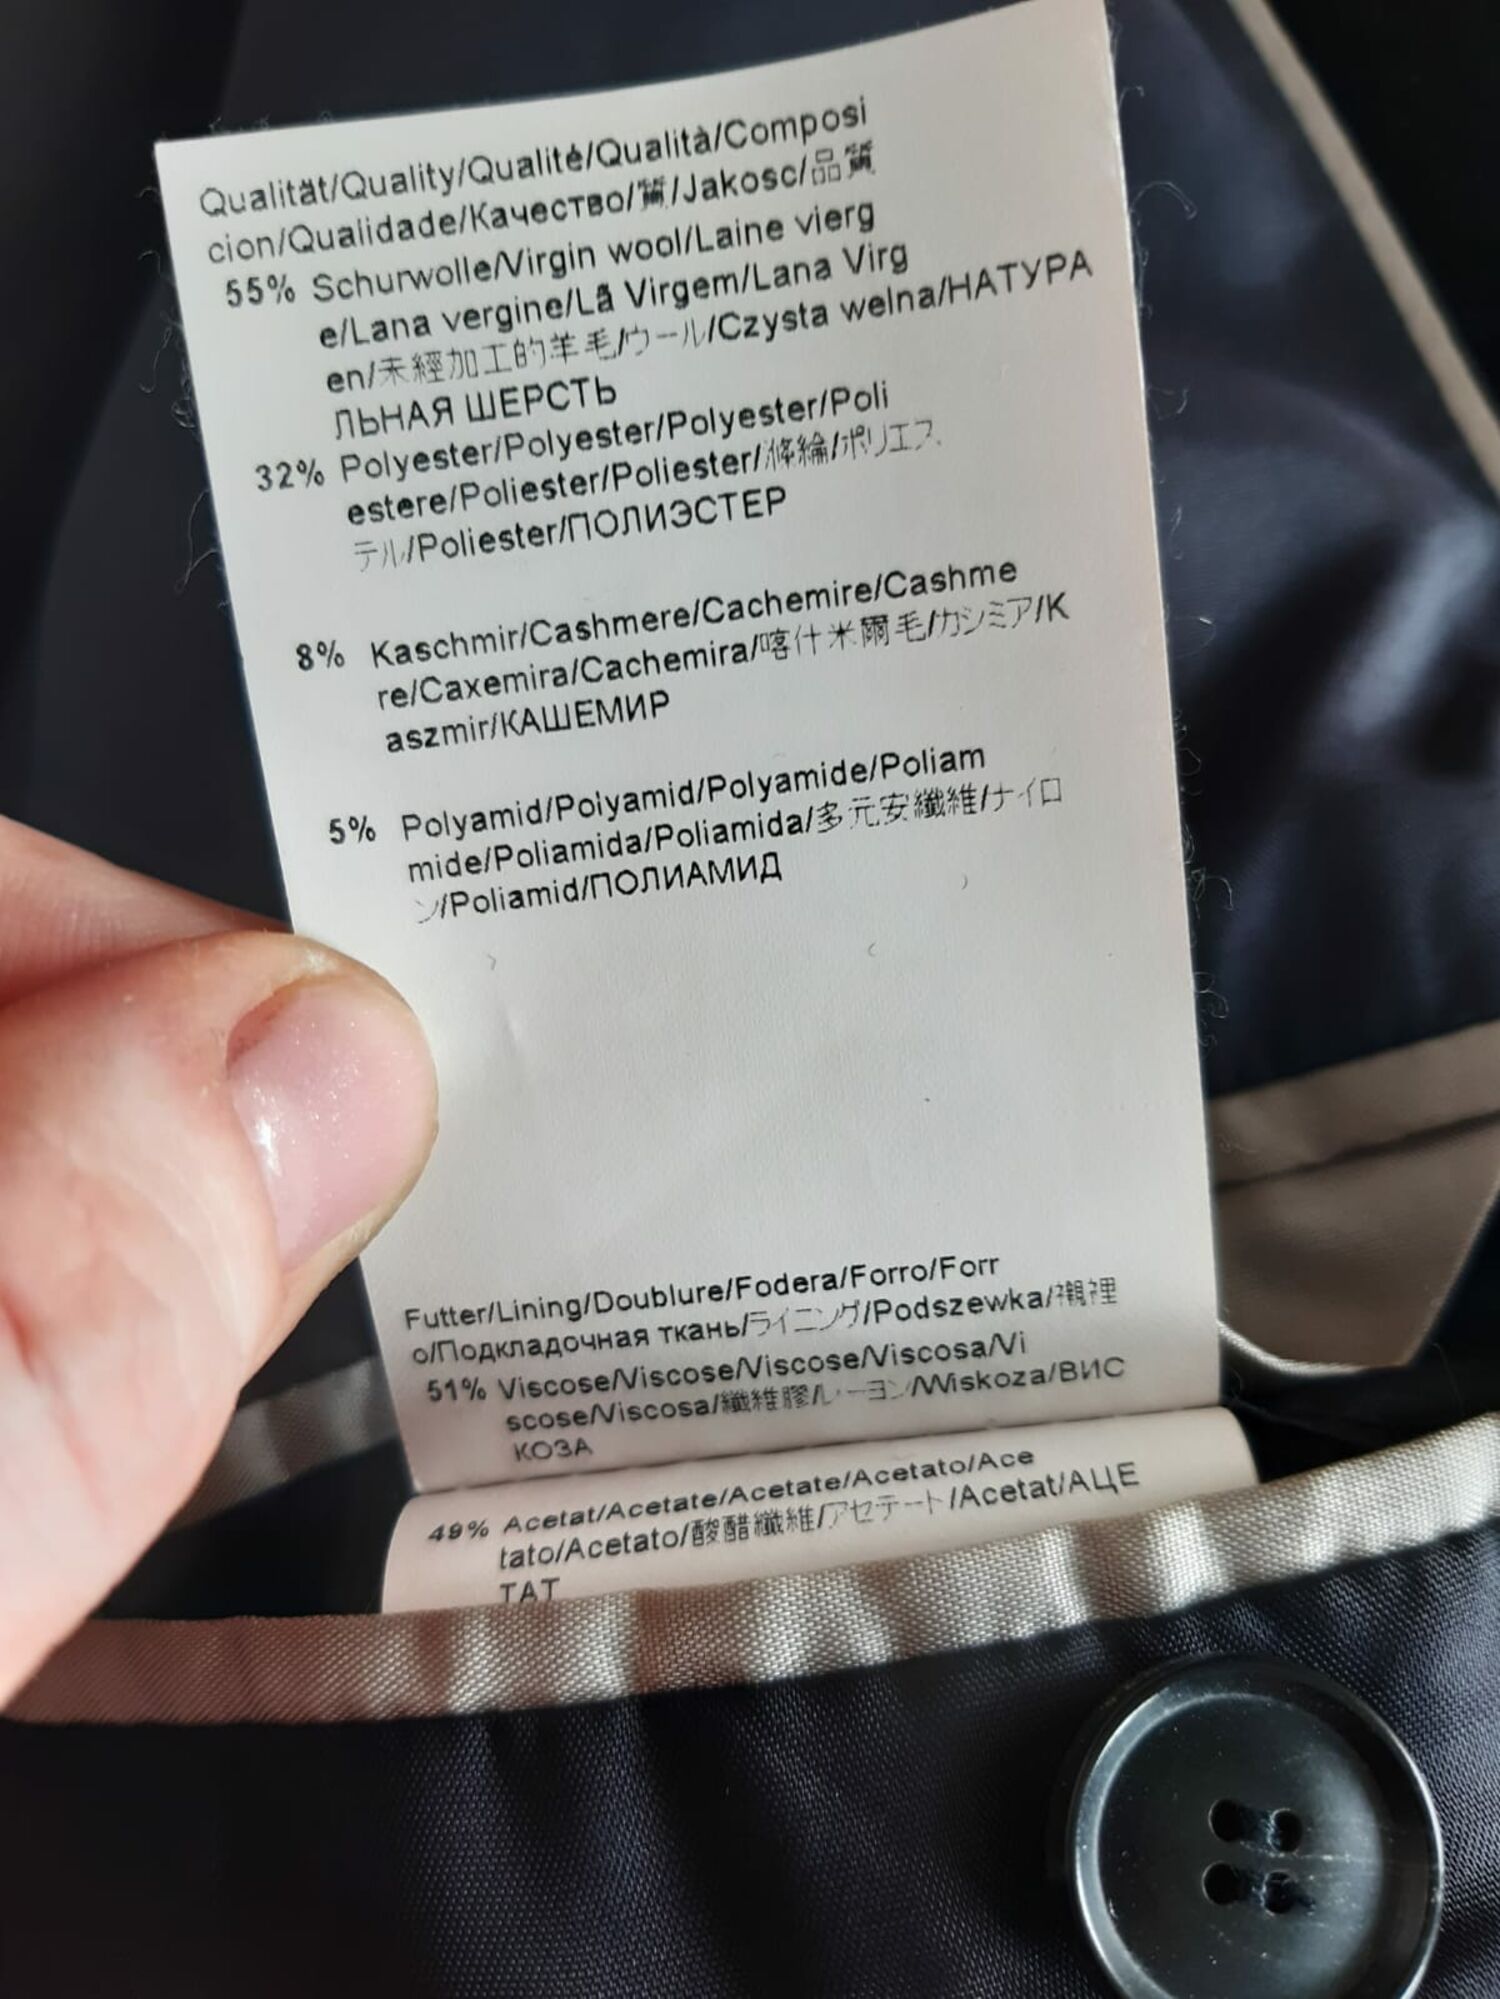 Qualität/Quality/Qualité/Qualità/Composi
cion/Qualidade/Качество/質/Jakosc/品質
55% Schurwolle/Virgin wool/Laine vierg
e/Lana vergine/Lã Virgem/Lana Virg
en/未經加工的羊毛/ウール/Czysta welna/НАТУРА
ЛЬНАЯ ШЕРСТЬ
32% Polyester/Polyester/Polyester/Poli
estere/Poliester/Poliester/滌綸/ポリエス
テル/Poliester/ПОЛИЭСТЕР
8% Kaschmir/Cashmere/Cachemire/Cashme
re/Caxemira/Cachemira/喀什米爾毛/カシミア/K
aszmir/КАШЕМИР
5% Polyamid/Polyamid/Polyamide/Poliam
mide/Poliamida/Poliamida/多元安纖維/ナイロ
ン/Poliamid/ПОЛИАМИД
Futter/Lining/Doublure/Fodera/Forro/Forr
o/Подкладочная ткань/ライニング/Podszewka/襯裡
51% Viscose/Viscose/Viscose/Viscosa/Vi
scose/Viscosa/纖維膠/レーヨン/Wiskoza/ВИС
КОЗА
49% Acetat/Acetate/Acetate/Acetato/Ace
tato/Acetato/酸醋纖維/アセテート/Acetat/АЦЕ
ТАТ